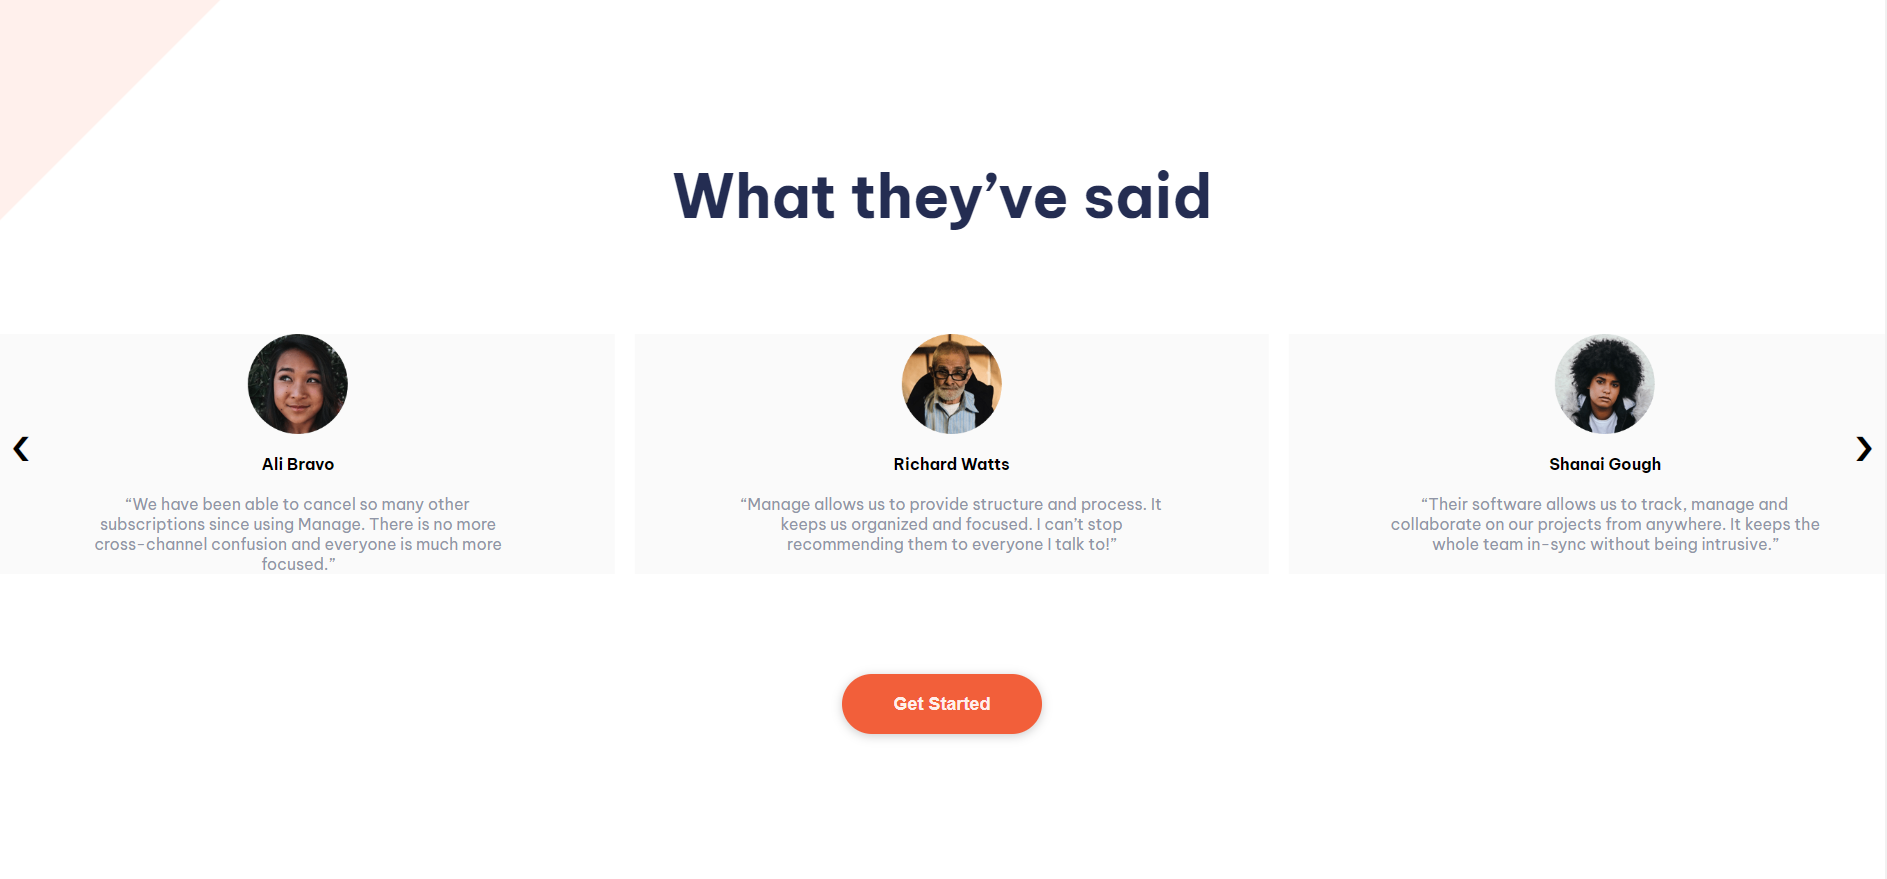 What they’ve said
Ali Bravo
“We have been able to cancel so many other
subscriptions since using Manage. There is no more
cross-channel confusion and everyone is much more
focused.”
Richard Watts
“Manage allows us to provide structure and process. It
keeps us organized and focused. I can’t stop
recommending them to everyone I talk to!”
Shanai Gough
“Their software allows us to track, manage and
collaborate on our projects from anywhere. It keeps the
whole team in-sync without being intrusive.”
Get Started